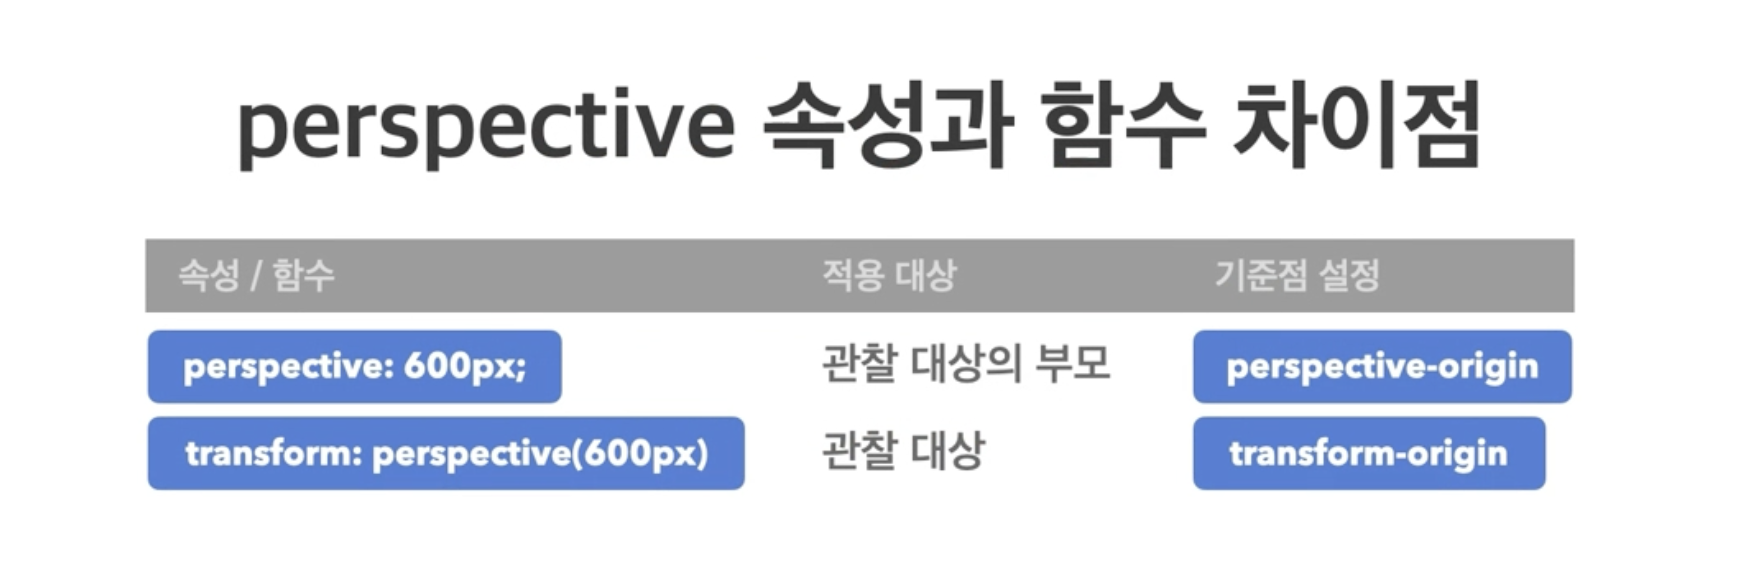 perspective 속성과 함수 차이점
속성 / 함수 적용 대상 기준점 설정
perspective: 600px; 관찰 대상의 부모 perspective-origin
transform: perspective(600px) 관찰 대상 transform-origin